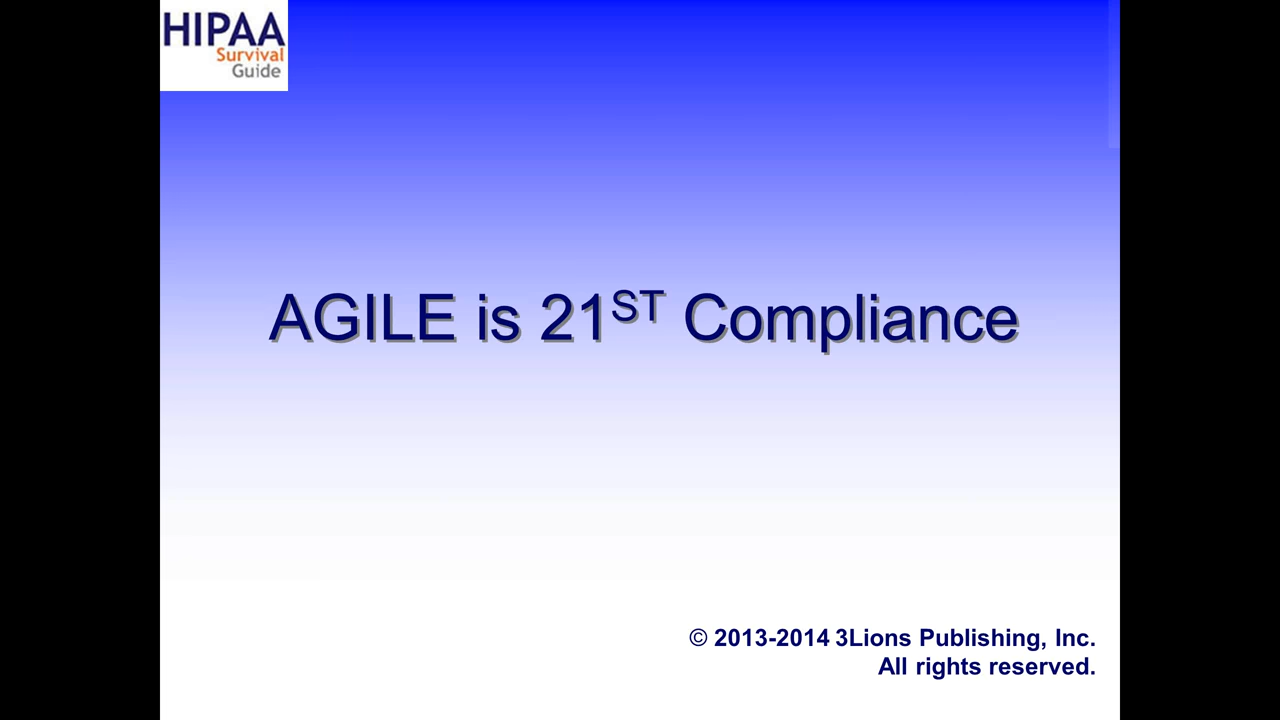 HIPAA
Survival
Guide
AGILE is 21ST Compliance
© 2013-2014 3Lions Publishing, Inc.
All rights reserved.